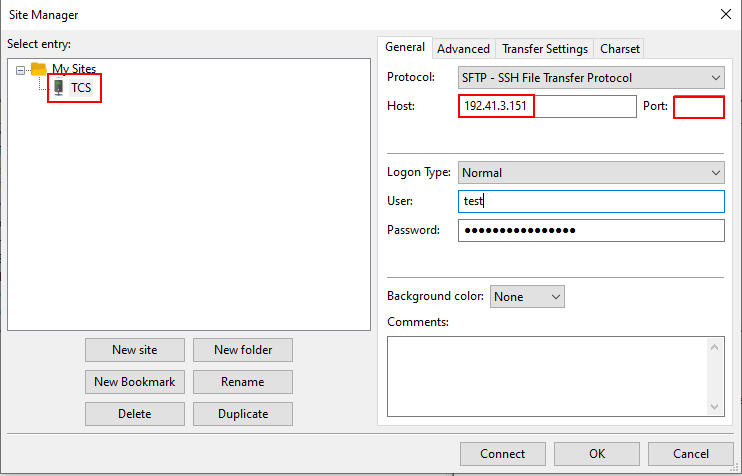 Site Manager
Select entry:
My Sites
TCS
New site
New folder
New Bookmark
Rename
Delete
Duplicate
General
Advanced
Transfer Settings
Charset
Protocol:
SFTP - SSH File Transfer Protocol
Host:
192.41.3.151
Port:
Logon Type:
Normal
User:
test
Password:
●●●●●●●●●●●●●●●●
Background color:
None
Comments:
Connect
OK
Cancel